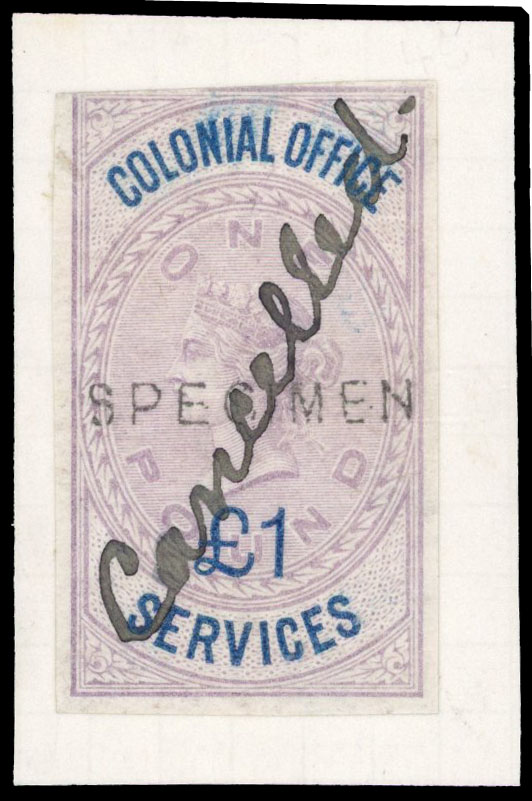 COLONIAL OFFICE
ONE
SPECIMEN
Cancelled.
POUND
£1
SERVICES